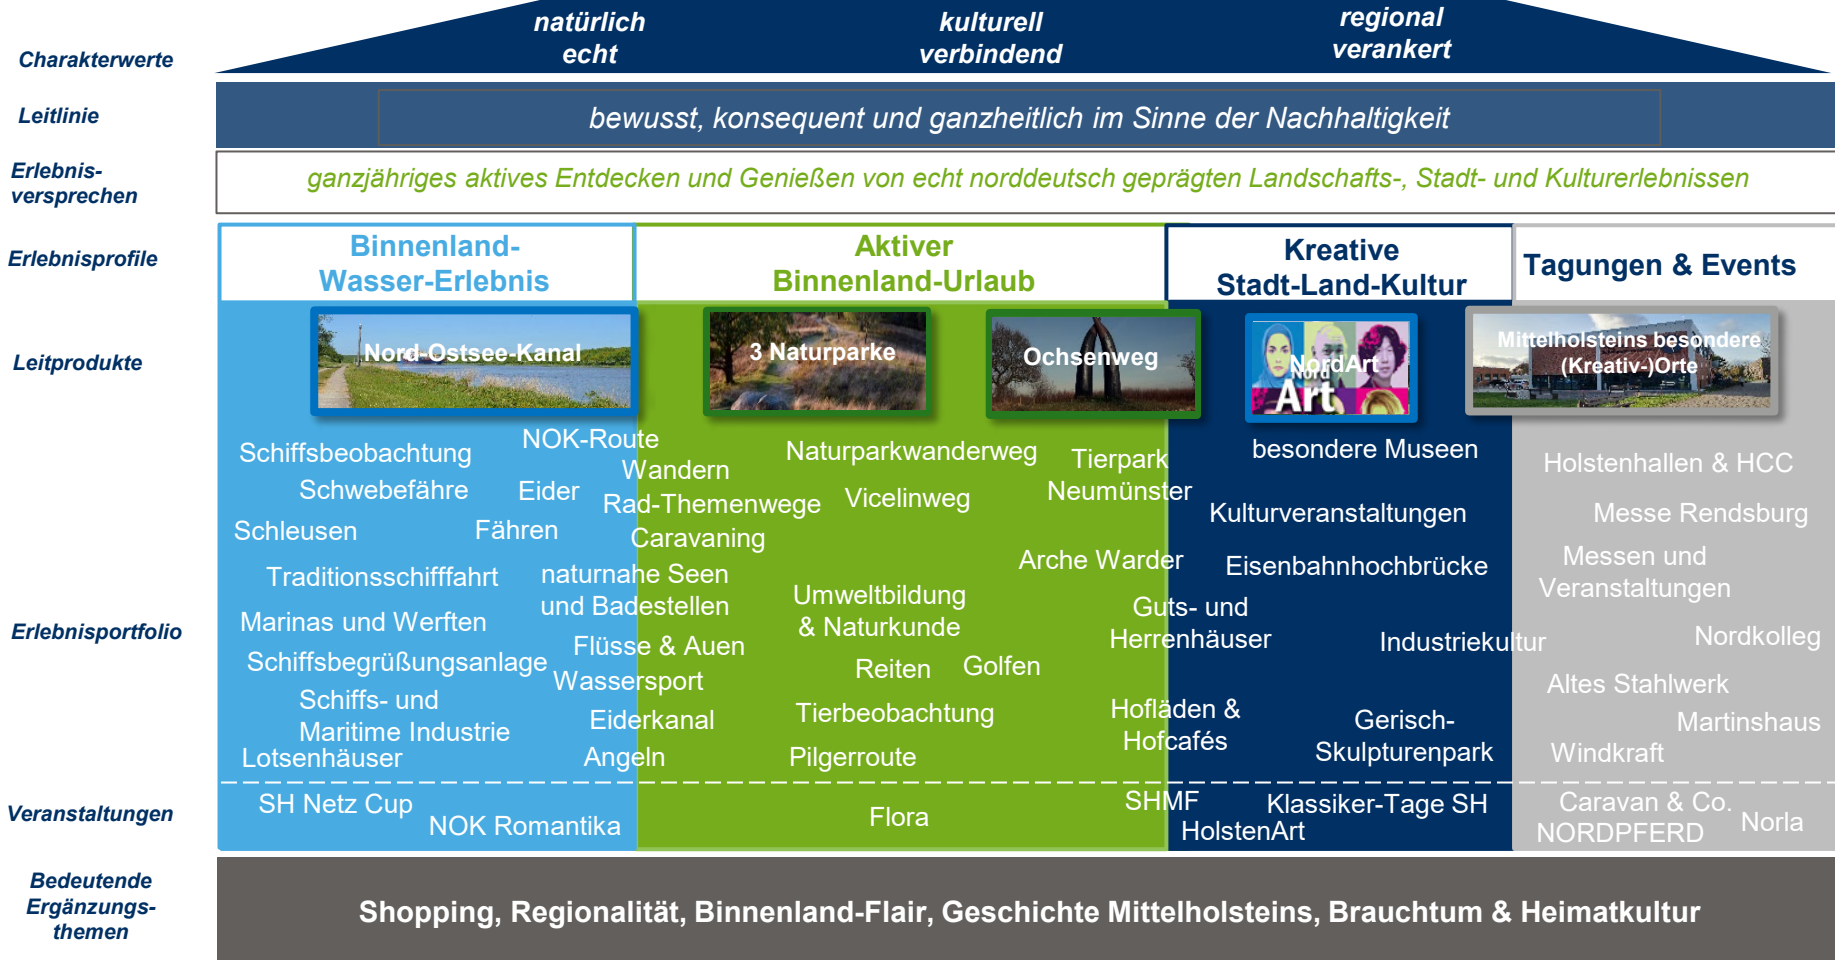 natürlich
echt
kulturell
verbindend
regional
verankert
Charakterwerte
Leitlinie
bewusst, konsequent und ganzheitlich im Sinne der Nachhaltigkeit
Erlebnis-
versprechen
ganzjähriges aktives Entdecken und Genießen von echt norddeutsch geprägten Landschafts-, Stadt- und Kulturerlebnissen
Erlebnisprofile
Binnenland-
Wasser-Erlebnis
Aktiver
Binnenland-Urlaub
Kreative
Stadt-Land-Kultur
Tagungen & Events
Leitprodukte
Nord-Ostsee-Kanal
3 Naturparke
Ochsenweg
NordArt
Nord
Art
Mittelholsteins besondere
(Kreativ-)Orte
Erlebnisportfolio
Schiffsbeobachtung
NOK-Route
Wandern
Schwebefähre
Eider
Rad-Themenwege
Schleusen
Fähren
Caravaning
Traditionsschifffahrt
naturnahe Seen
und Badestellen
Marinas und Werften
Flüsse & Auen
Schiffsbegrüßungsanlage
Wassersport
Schiffs- und
Maritime Industrie
Eiderkanal
Lotsenhäuser
Angeln
Naturparkwanderweg
Tierpark
Neumünster
Vicelinweg
Arche Warder
Umweltbildung
& Naturkunde
Guts- und
Herrenhäuser
Reiten
Golfen
Tierbeobachtung
Hofläden &
Hofcafés
Pilgerroute
besondere Museen
Kulturveranstaltungen
Eisenbahnhochbrücke
Industriekultur
Gerisch-
Skulpturenpark
Holstenhallen & HCC
Messe Rendsburg
Messen und
Veranstaltungen
Nordkolleg
Altes Stahlwerk
Martinshaus
Windkraft
Veranstaltungen
SH Netz Cup
NOK Romantika
Flora
SHMF
HolstenArt
Klassiker-Tage SH
Caravan & Co.
NORDPFERD
Norla
Bedeutende
Ergänzungs-
themen
Shopping, Regionalität, Binnenland-Flair, Geschichte Mittelholsteins, Brauchtum & Heimatkultur